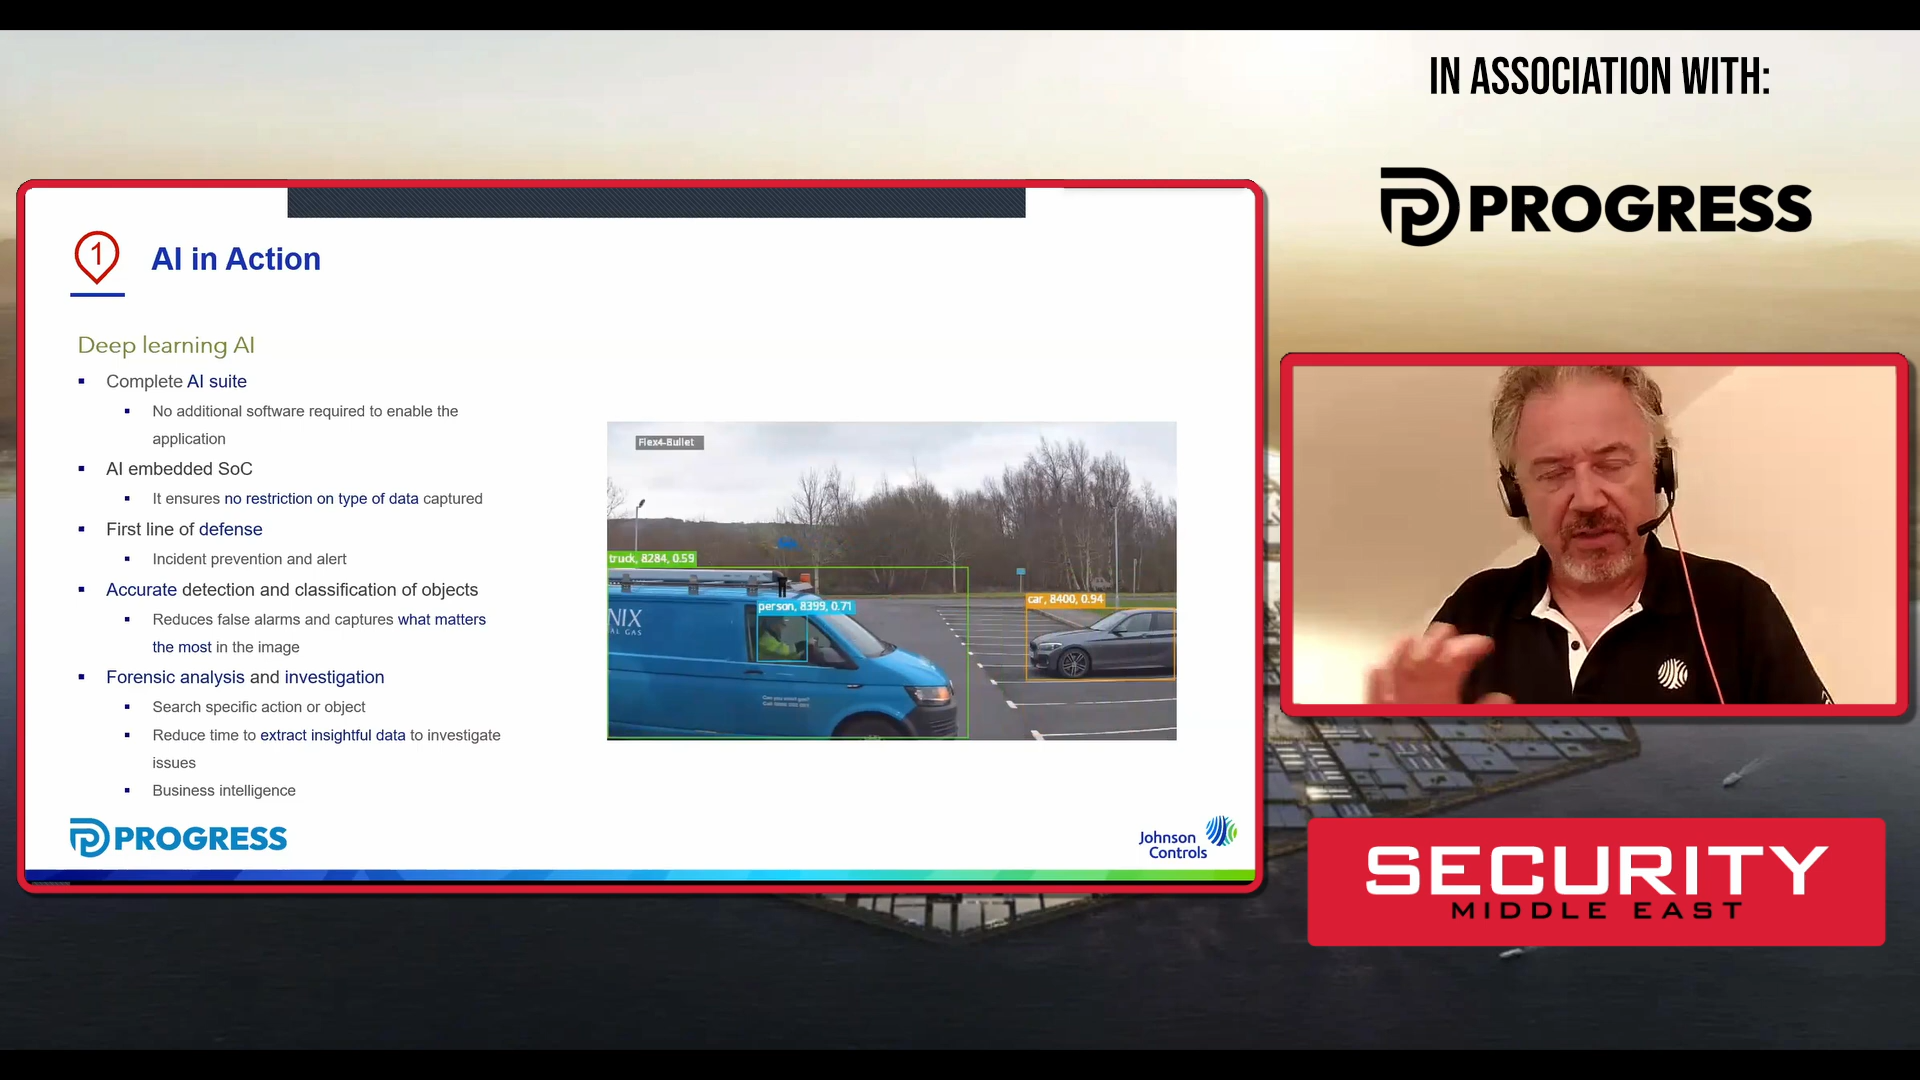 IN ASSOCIATION WITH:
PROGRESS
1
AI in Action
Deep learning AI
Complete AI suite
No additional software required to enable the
application
AI embedded SoC
It ensures no restriction on type of data captured
First line of defense
Incident prevention and alert
Accurate detection and classification of objects
Reduces false alarms and captures what matters
the most in the image
Forensic analysis and investigation
Search specific action or object
Reduce time to extract insightful data to investigate
issues
Business intelligence
Flex4-Bullet
truck, 8284, 0.59
person, 8399, 0.71
car, 8400, 0.94
NIX
AL GAS
PROGRESS
Johnson
Controls
SECURITY
MIDDLE EAST